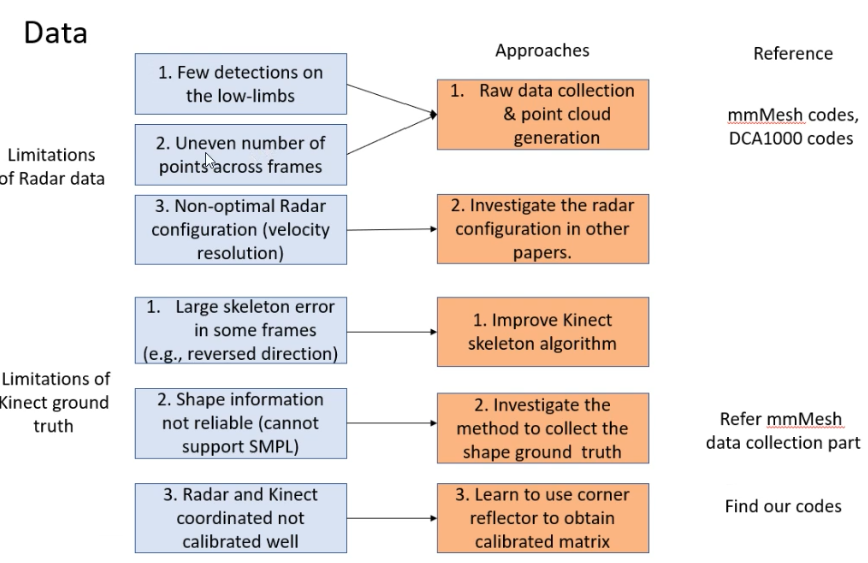 Data
Approaches
Reference
Limitations
of Radar data
1. Few detections on
the low-limbs
2. Uneven number of
points across frames
3. Non-optimal Radar
configuration (velocity
resolution)
1. Raw data collection
& point cloud
generation
2. Investigate the radar
configuration in other
papers.
mmMesh codes,
DCA1000 codes
Limitations of
Kinect ground
truth
1. Large skeleton error
in some frames
(e.g., reversed direction)
2. Shape information
not reliable (cannot
support SMPL)
3. Radar and Kinect
coordinated not
calibrated well
1. Improve Kinect
skeleton algorithm
2. Investigate the
method to collect the
shape ground truth
3. Learn to use corner
reflector to obtain
calibrated matrix
Refer mmMesh
data collection part
Find our codes